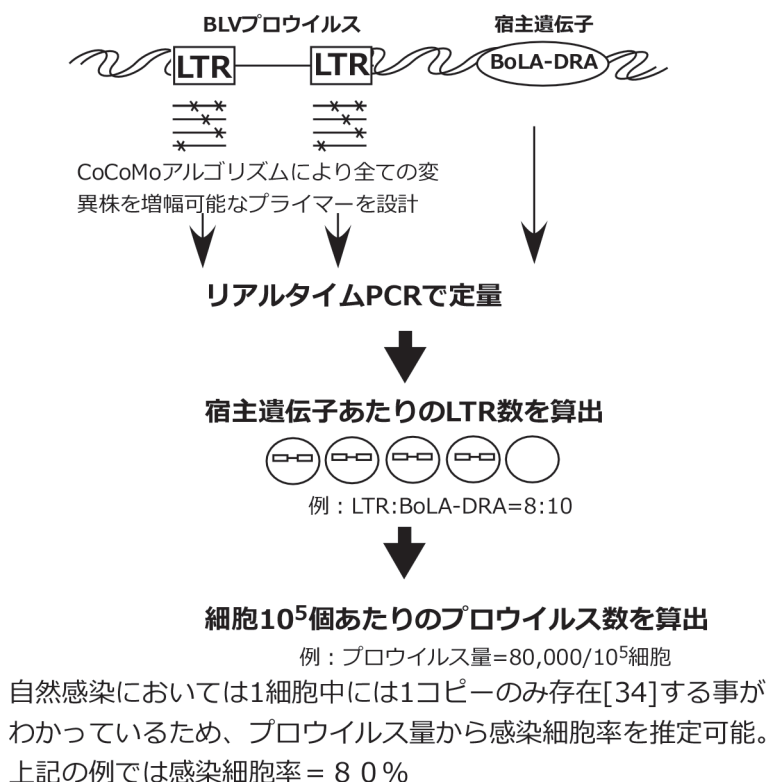 BLVプロウイルス 宿主遺伝子
LTR LTR BoLA-DRA
CoCoMoアルゴリズムにより全ての変
異株を増幅可能なプライマーを設計
リアルタイムPCRで定量
宿主遺伝子あたりのLTR数を算出
例：LTR:BoLA-DRA=8:10
細胞10⁵個あたりのプロウイルス数を算出
例：プロウイルス量=80,000/10⁵細胞
自然感染においては1細胞中には1コピーのみ存在[34]する事が
わかっているため、プロウイルス量から感染細胞率を推定可能。
上記の例では感染細胞率＝８０％